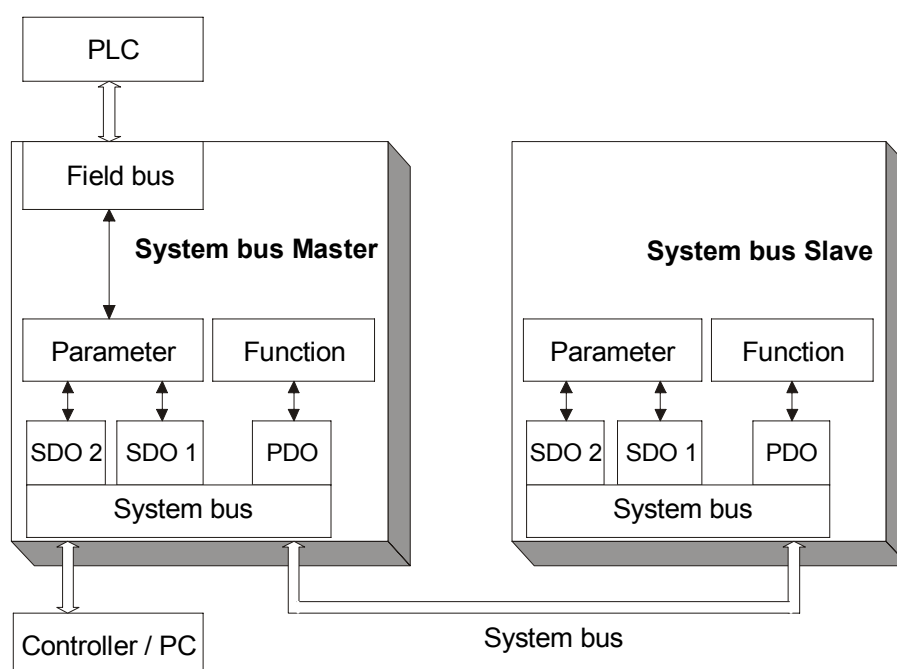 PLC
Field bus
System bus Master
Parameter
Function
SDO 2
SDO 1
PDO
System bus
System bus Slave
Parameter
Function
SDO 2
SDO 1
PDO
System bus
Controller / PC
System bus